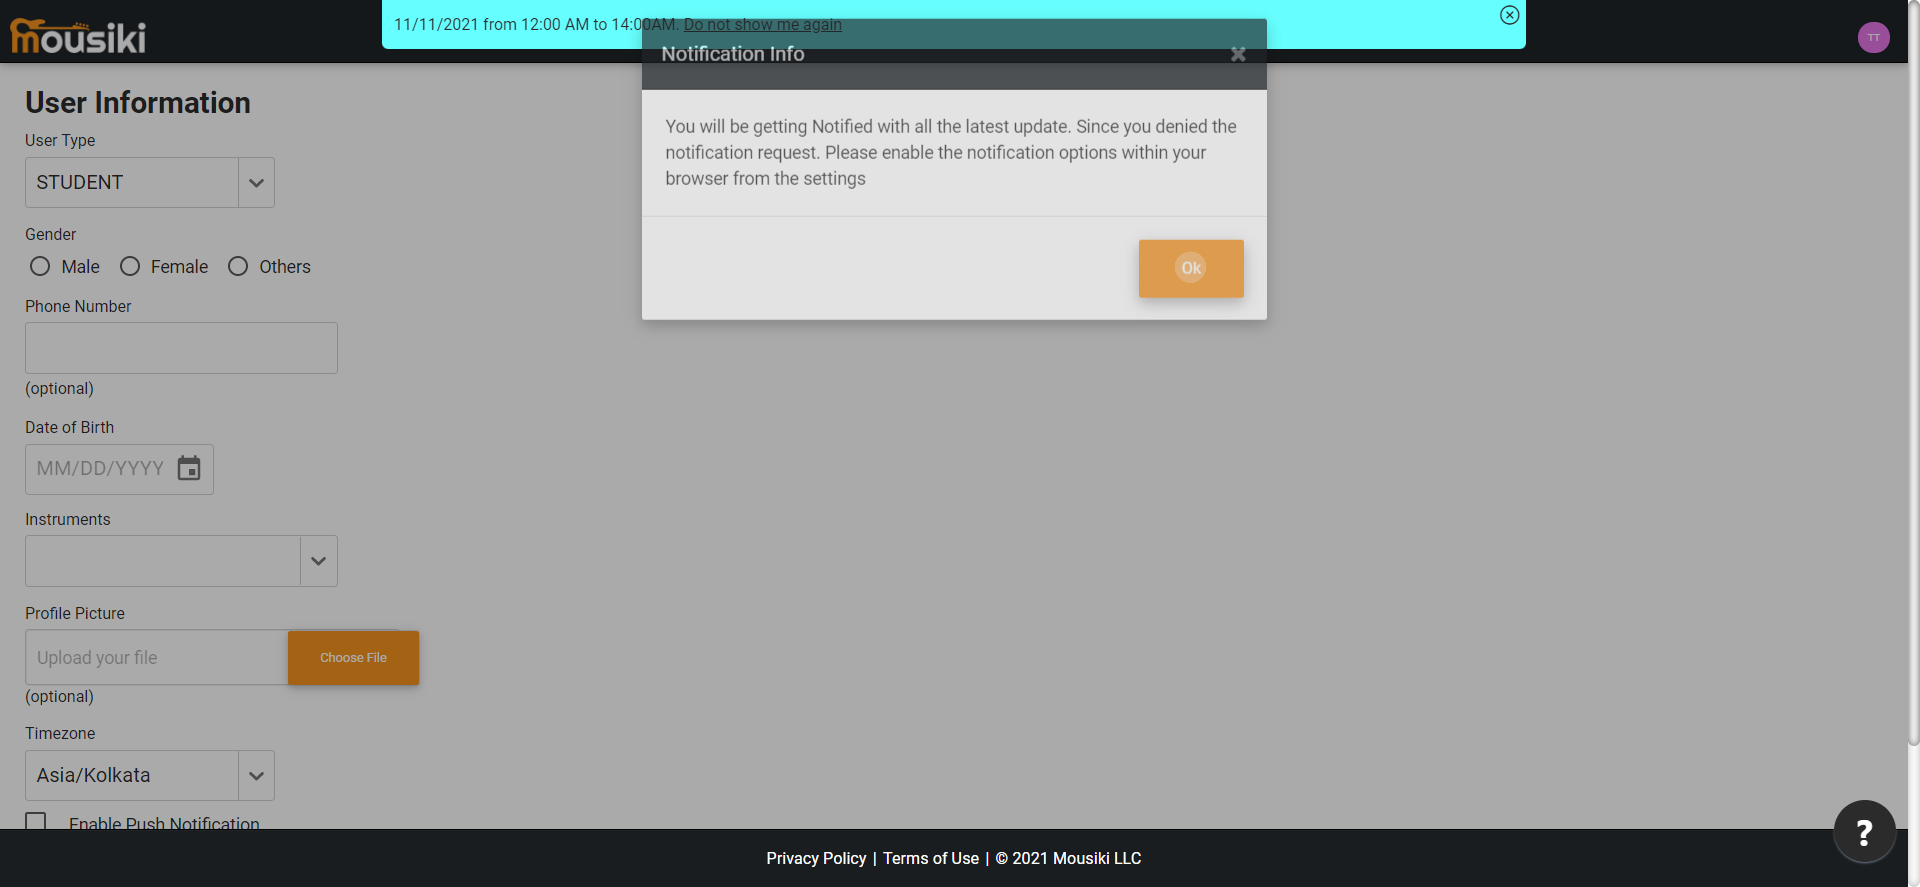 mousiki
11/11/2021 from 12:00 AM to 14:00AM. Do not show me again
TT
Notification Info
You will be getting Notified with all the latest update. Since you denied the
notification request. Please enable the notification options within your
browser from the settings
Ok
User Information
User Type
STUDENT
Gender
Male Female Others
Phone Number
(optional)
Date of Birth
MM/DD/YYYY
Instruments
Profile Picture
Upload your file Choose File
(optional)
Timezone
Asia/Kolkata
Enable Push Notification
?
Privacy Policy | Terms of Use | © 2021 Mousiki LLC